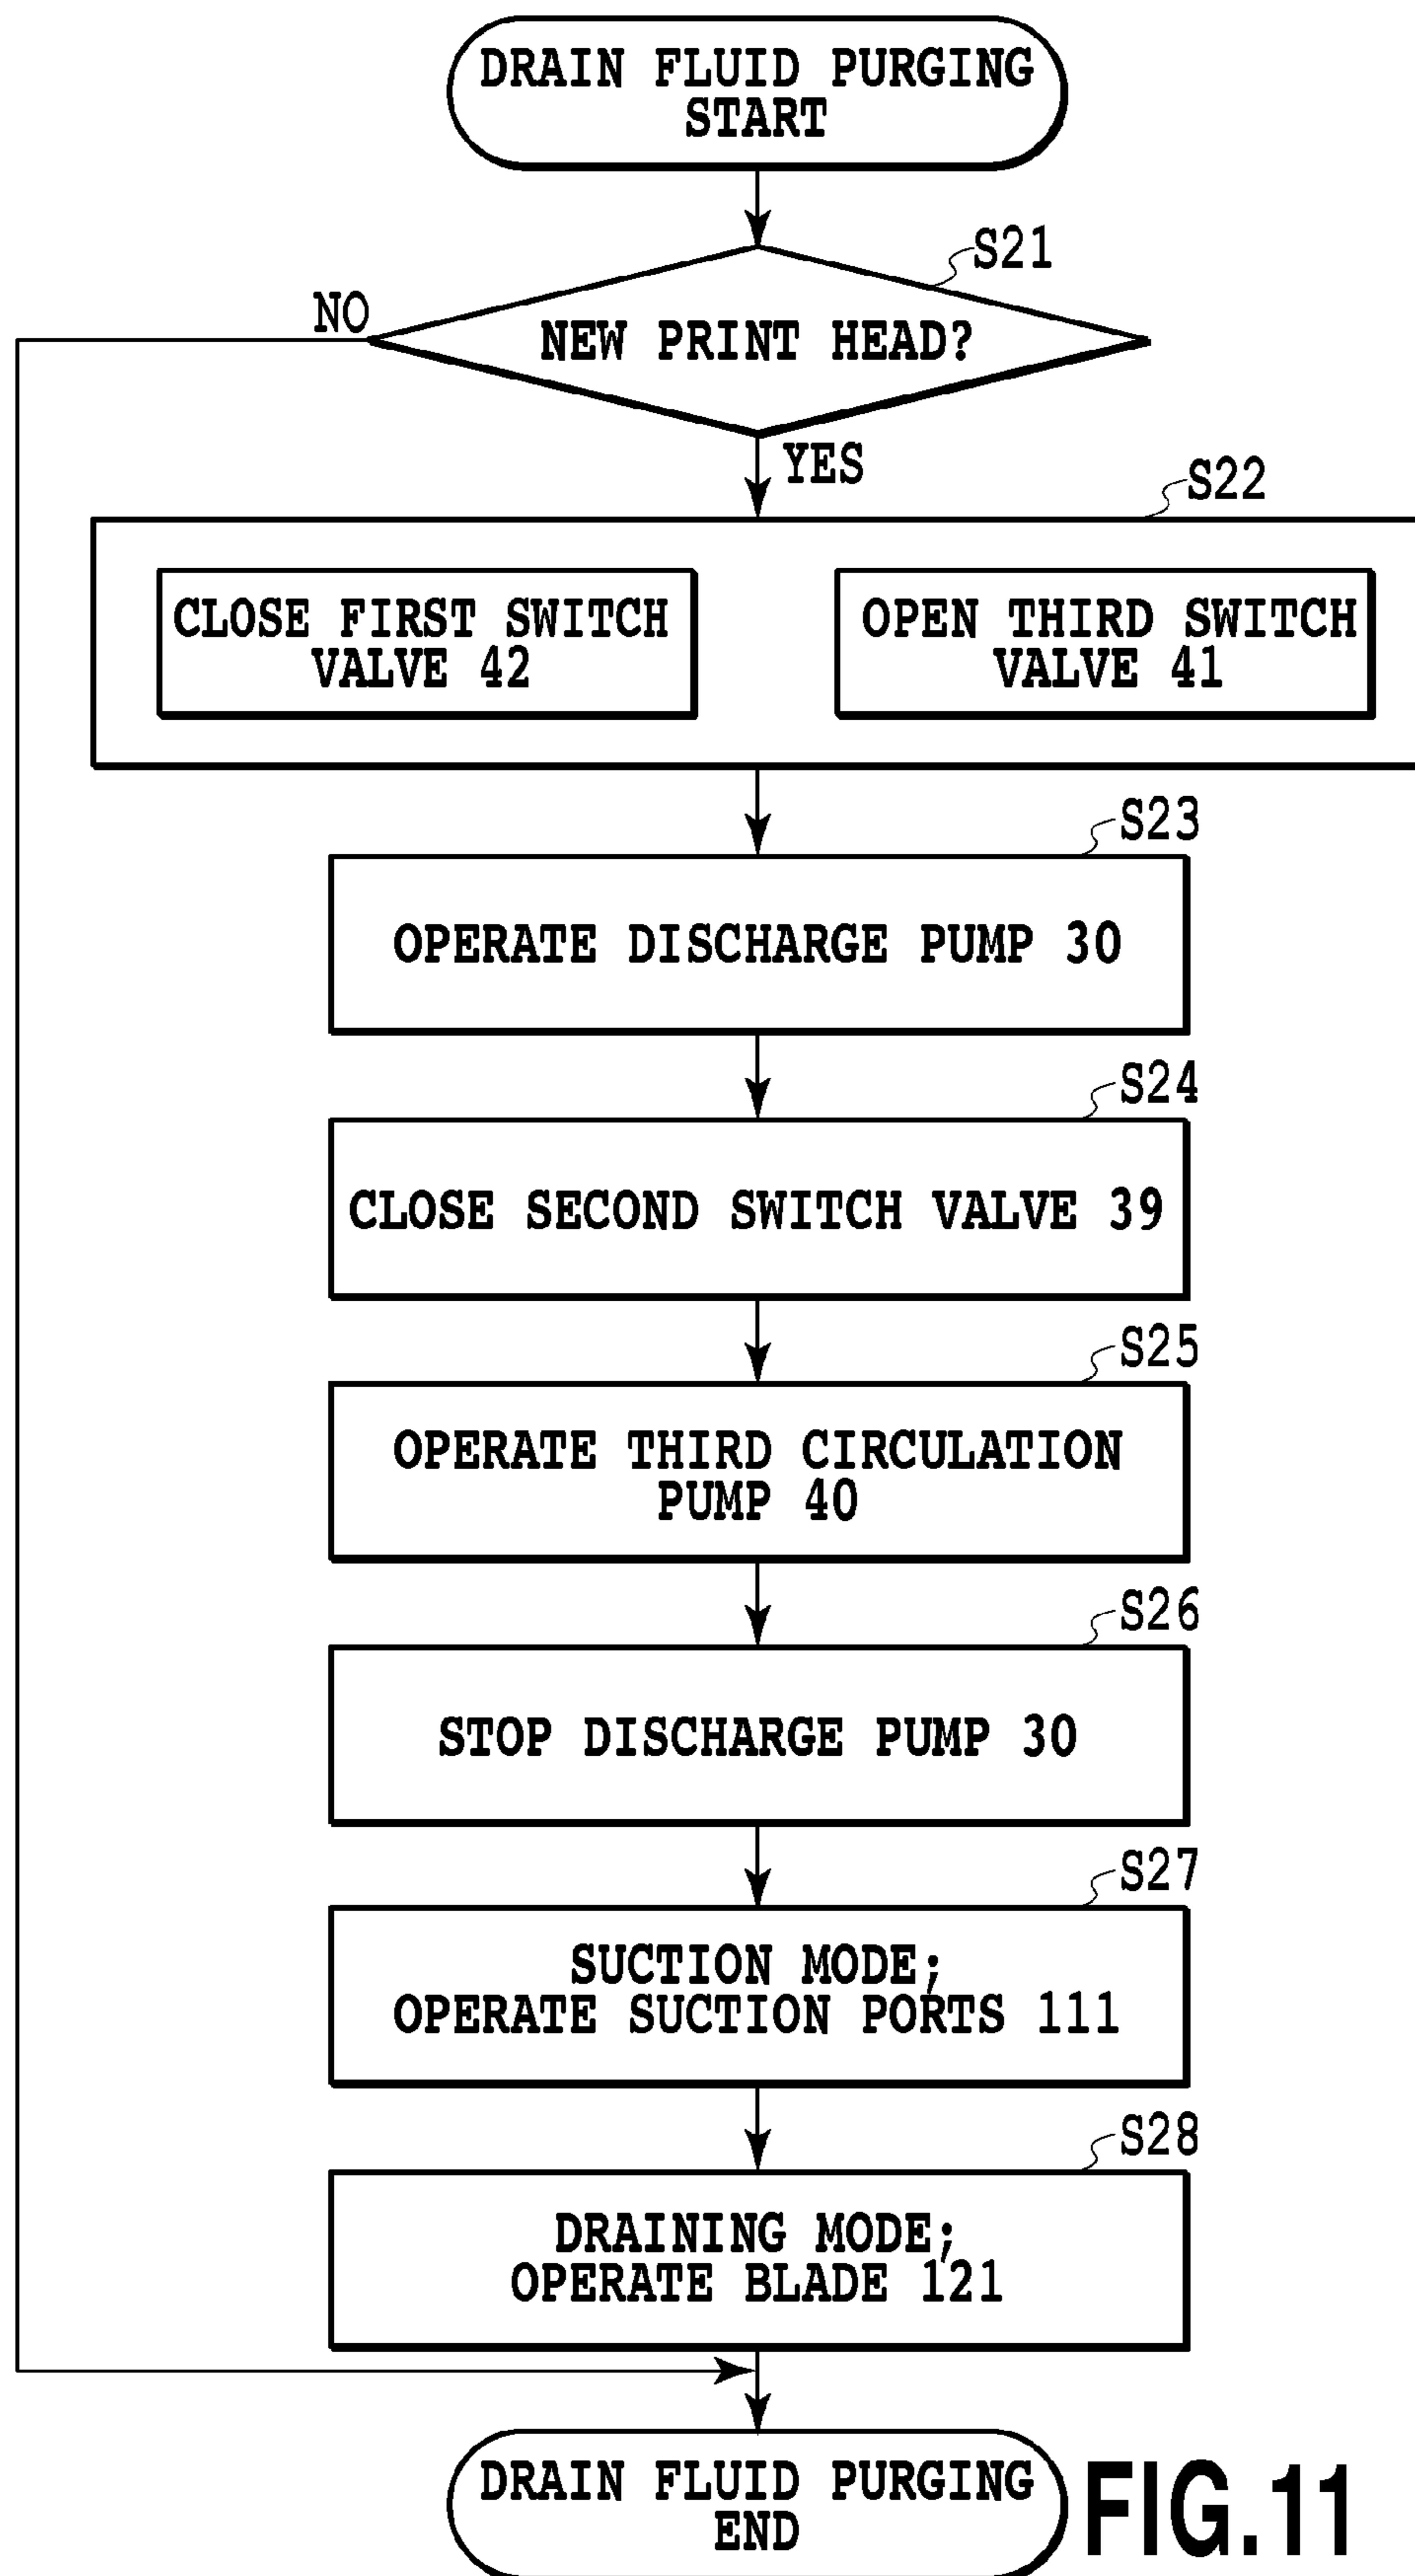 DRAIN FLUID PURGING
START
S21
NO
NEW PRINT HEAD?
YES
S22
CLOSE FIRST SWITCH
VALVE 42
OPEN THIRD SWITCH
VALVE 41
S23
OPERATE DISCHARGE PUMP 30
S24
CLOSE SECOND SWITCH VALVE 39
S25
OPERATE THIRD CIRCULATION
PUMP 40
S26
STOP DISCHARGE PUMP 30
S27
SUCTION MODE;
OPERATE SUCTION PORTS 111
S28
DRAINING MODE;
OPERATE BLADE 121
DRAIN FLUID PURGING
END
FIG.11